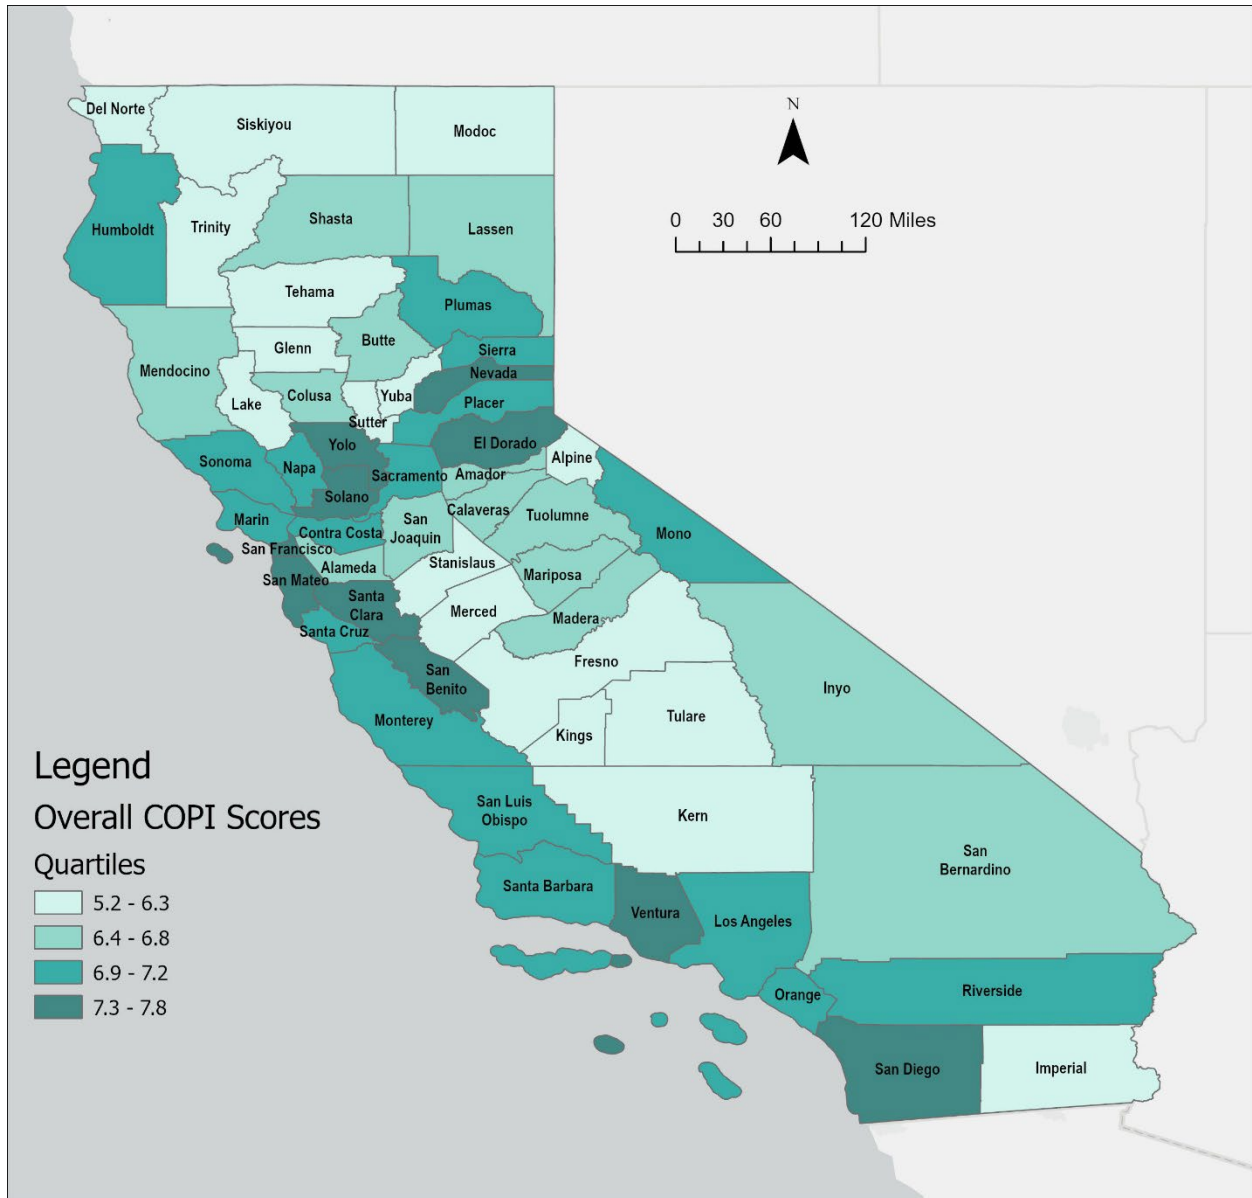 Del Norte
Siskiyou
Modoc
N
0 30 60 120 Miles
Humboldt
Trinity
Shasta
Lassen
Tehama
Plumas
Mendocino
Glenn
Butte
Sierra
Nevada
Lake
Colusa
Yuba
Sutter
Placer
Yolo
El Dorado
Sonoma
Napa
Sacramento
Amador
Alpine
Solano
Marin
Contra Costa
Calaveras
Tuolumne
Mono
San
Joaquin
San Francisco
Alameda
Stanislaus
Mariposa
San Mateo
Santa
Clara
Merced
Madera
Santa Cruz
Fresno
San
Benito
Inyo
Monterey
Kings
Tulare
San Luis
Obispo
Kern
San
Bernardino
Santa Barbara
Ventura
Los Angeles
Orange
Riverside
San Diego
Imperial
Legend
Overall COPI Scores
Quartiles
5.2 - 6.3
6.4 - 6.8
6.9 - 7.2
7.3 - 7.8